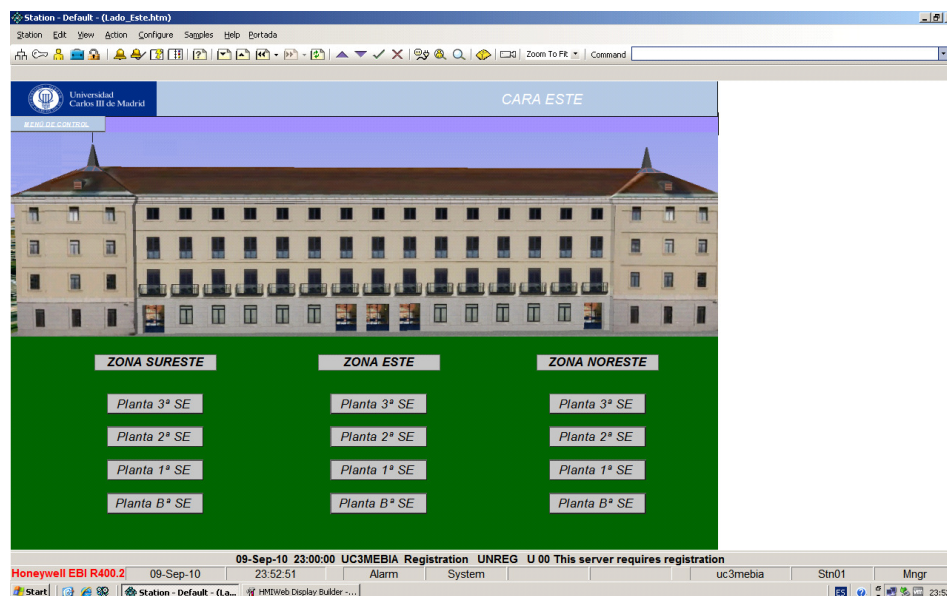 Station - Default - (Lado_Este.htm)
Station Edit View Action Configure Samples Help Portada
Zoom To Fit Command
Universidad
Carlos III de Madrid
CARA ESTE
MENÚ DE CONTROL
ZONA SURESTE ZONA ESTE ZONA NORESTE
Planta 3ª SE Planta 3ª SE Planta 3ª SE
Planta 2ª SE Planta 2ª SE Planta 2ª SE
Planta 1ª SE Planta 1ª SE Planta 1ª SE
Planta Bª SE Planta Bª SE Planta Bª SE
09-Sep-10 23:00:00 UC3MEBIA Registration UNREG U 00 This server requires registration
Honeywell EBI R400.2 09-Sep-10 23:52:51 Alarm System uc3mebia Stn01 Mngr
Start Station - Default - (La... HMIWeb Display Builder -... ES